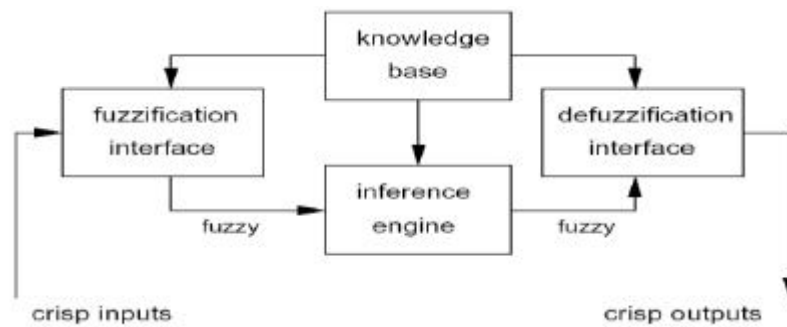 knowledge
base
fuzzification
interface
defuzzification
interface
inference
engine
fuzzy
fuzzy
crisp inputs
crisp outputs